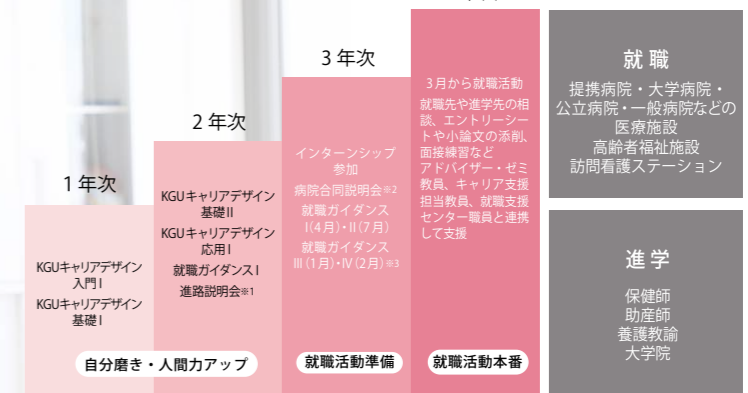 1年次
KGUキャリアデザイン
入門Ⅰ
KGUキャリアデザイン
基礎Ⅰ
2年次
KGUキャリアデザイン
基礎Ⅱ
KGUキャリアデザイン
応用Ⅰ
就職ガイダンスⅠ
進路説明会※1
自分磨き・人間力アップ
3年次
インターンシップ
参加
病院合同説明会※2
就職ガイダンス
Ⅰ(4月)・Ⅱ(7月)
就職ガイダンス
Ⅲ(1月)・Ⅳ(2月)※3
就職活動準備
3月から就職活動
就職先や進学先の相
談、エントリーシー
トや小論文の添削、
面接練習など
アドバイザー・ゼミ
教員、キャリア支援
担当教員、就職支援
センター職員と連携
して支援
就職活動本番
就職
提携病院・大学病院・
公立病院・一般病院などの
医療施設
高齢者福祉施設
訪問看護ステーション
進学
保健師
助産師
養護教諭
大学院